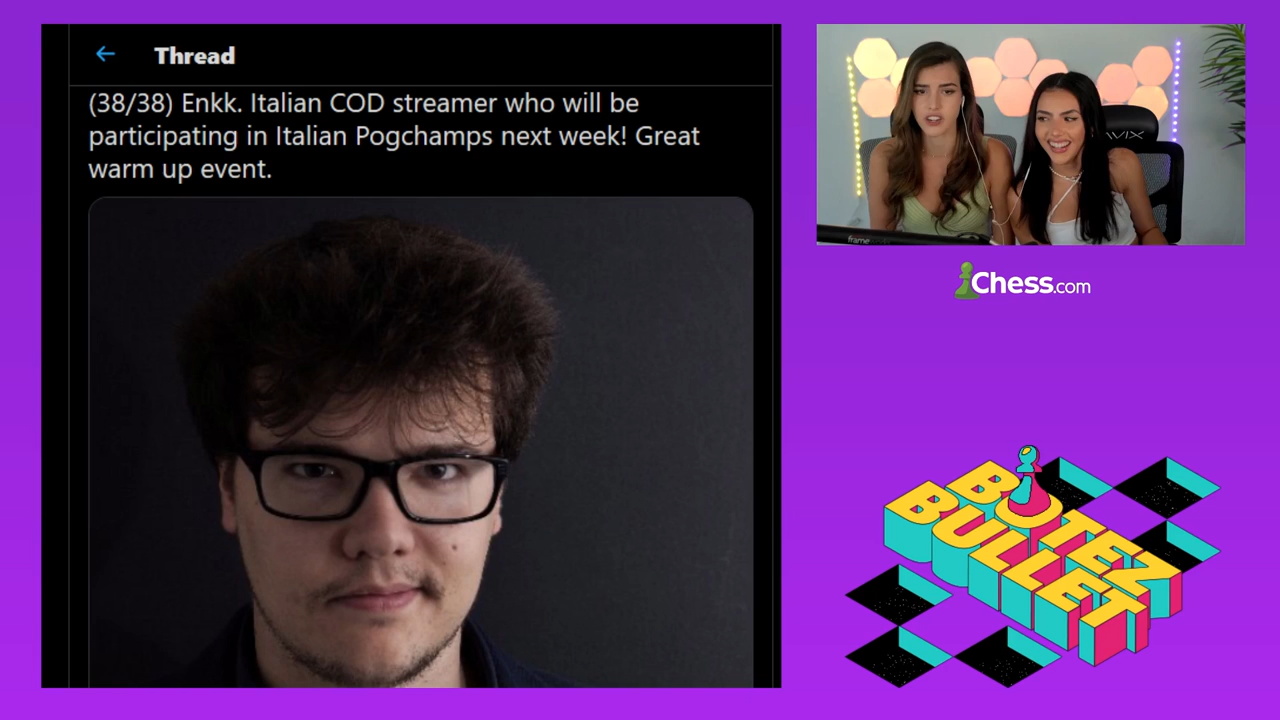 Thread
(38/38) Enkk. Italian COD streamer who will be
participating in Italian Pogchamps next week! Great
warm up event.
frame
Chess.com
BOTEZ
BULLET